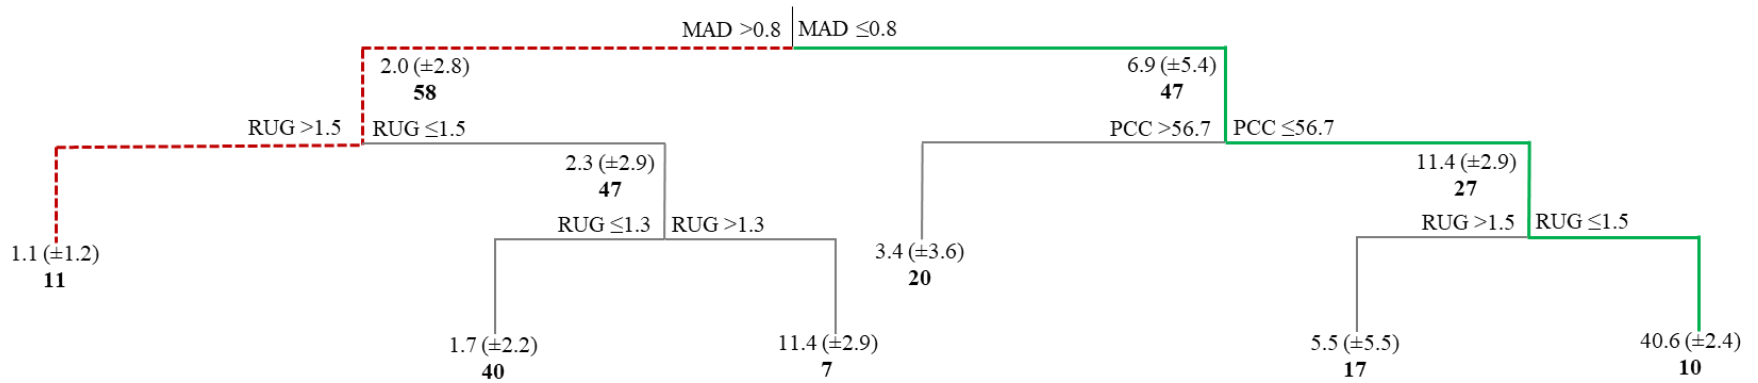 MAD >0.8 MAD ≤0.8
2.0 (±2.8) 6.9 (±5.4)
58 47
RUG >1.5 RUG ≤1.5 PCC >56.7 PCC ≤56.7
2.3 (±2.9) 11.4 (±2.9)
47 27
RUG ≤1.3 RUG >1.3 RUG >1.5 RUG ≤1.5
1.1 (±1.2) 3.4 (±3.6)
11 20
1.7 (±2.2) 11.4 (±2.9) 5.5 (±5.5) 40.6 (±2.4)
40 7 17 10